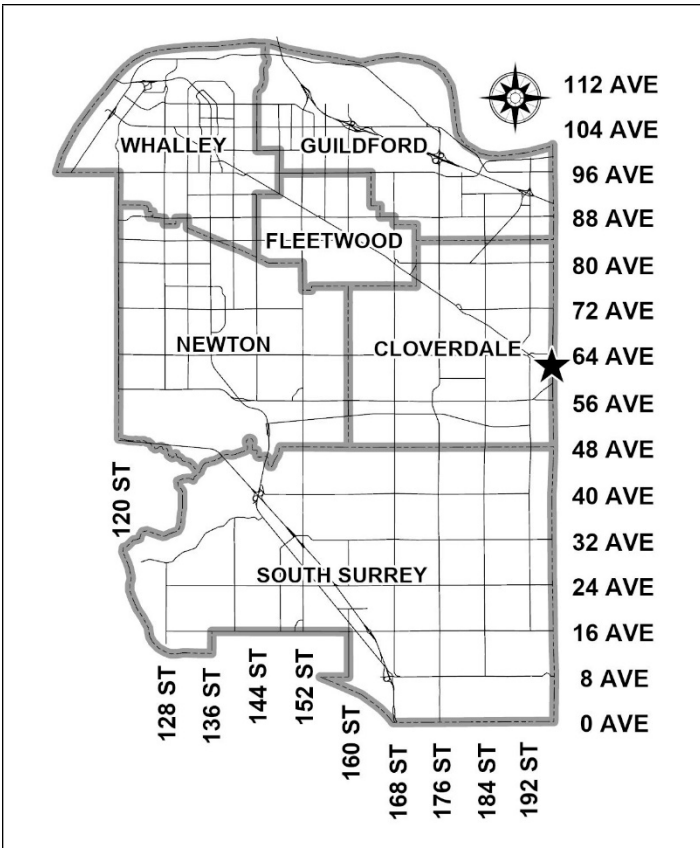 112 AVE
104 AVE
WHALLEY
GUILDFORD
96 AVE
88 AVE
FLEETWOOD
80 AVE
72 AVE
NEWTON
CLOVERDALE
64 AVE
56 AVE
48 AVE
120 ST
40 AVE
32 AVE
SOUTH SURREY
24 AVE
16 AVE
128 ST
136 ST
144 ST
152 ST
8 AVE
160 ST
0 AVE
168 ST
176 ST
184 ST
192 ST